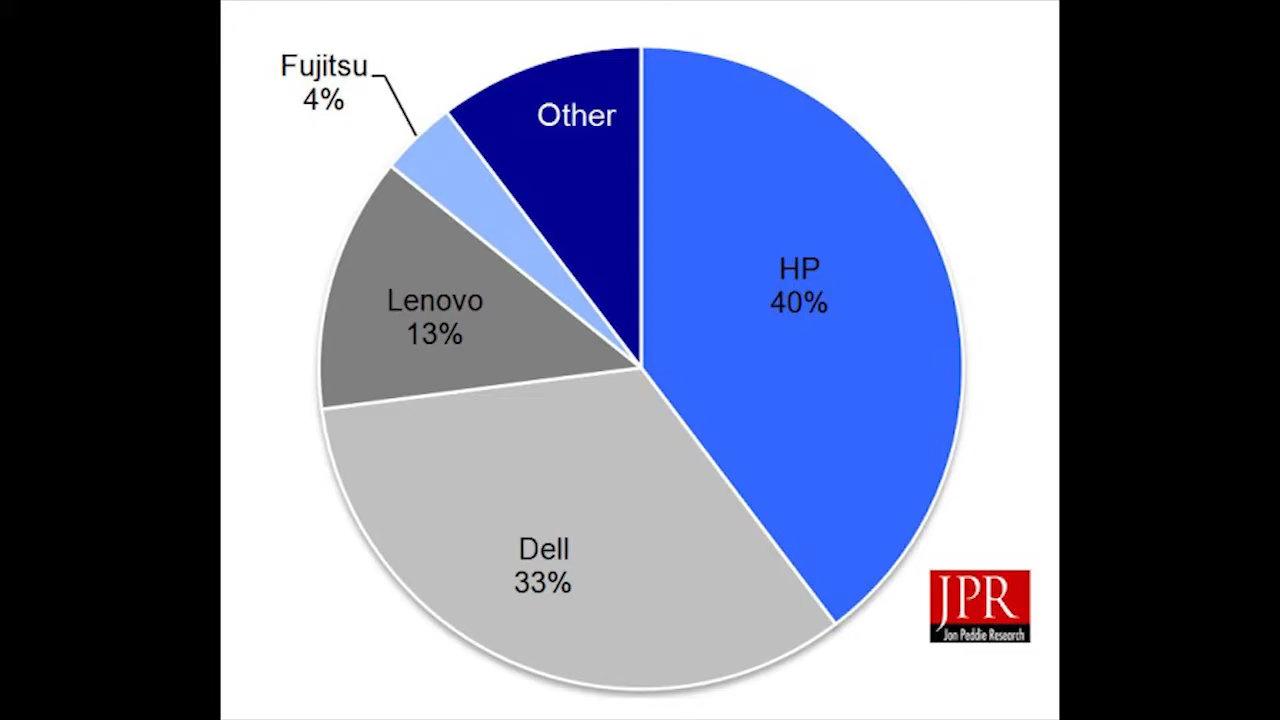 Fujitsu
4%
Other
HP
40%
Lenovo
13%
Dell
33%
JPR
Jon Peddie Research